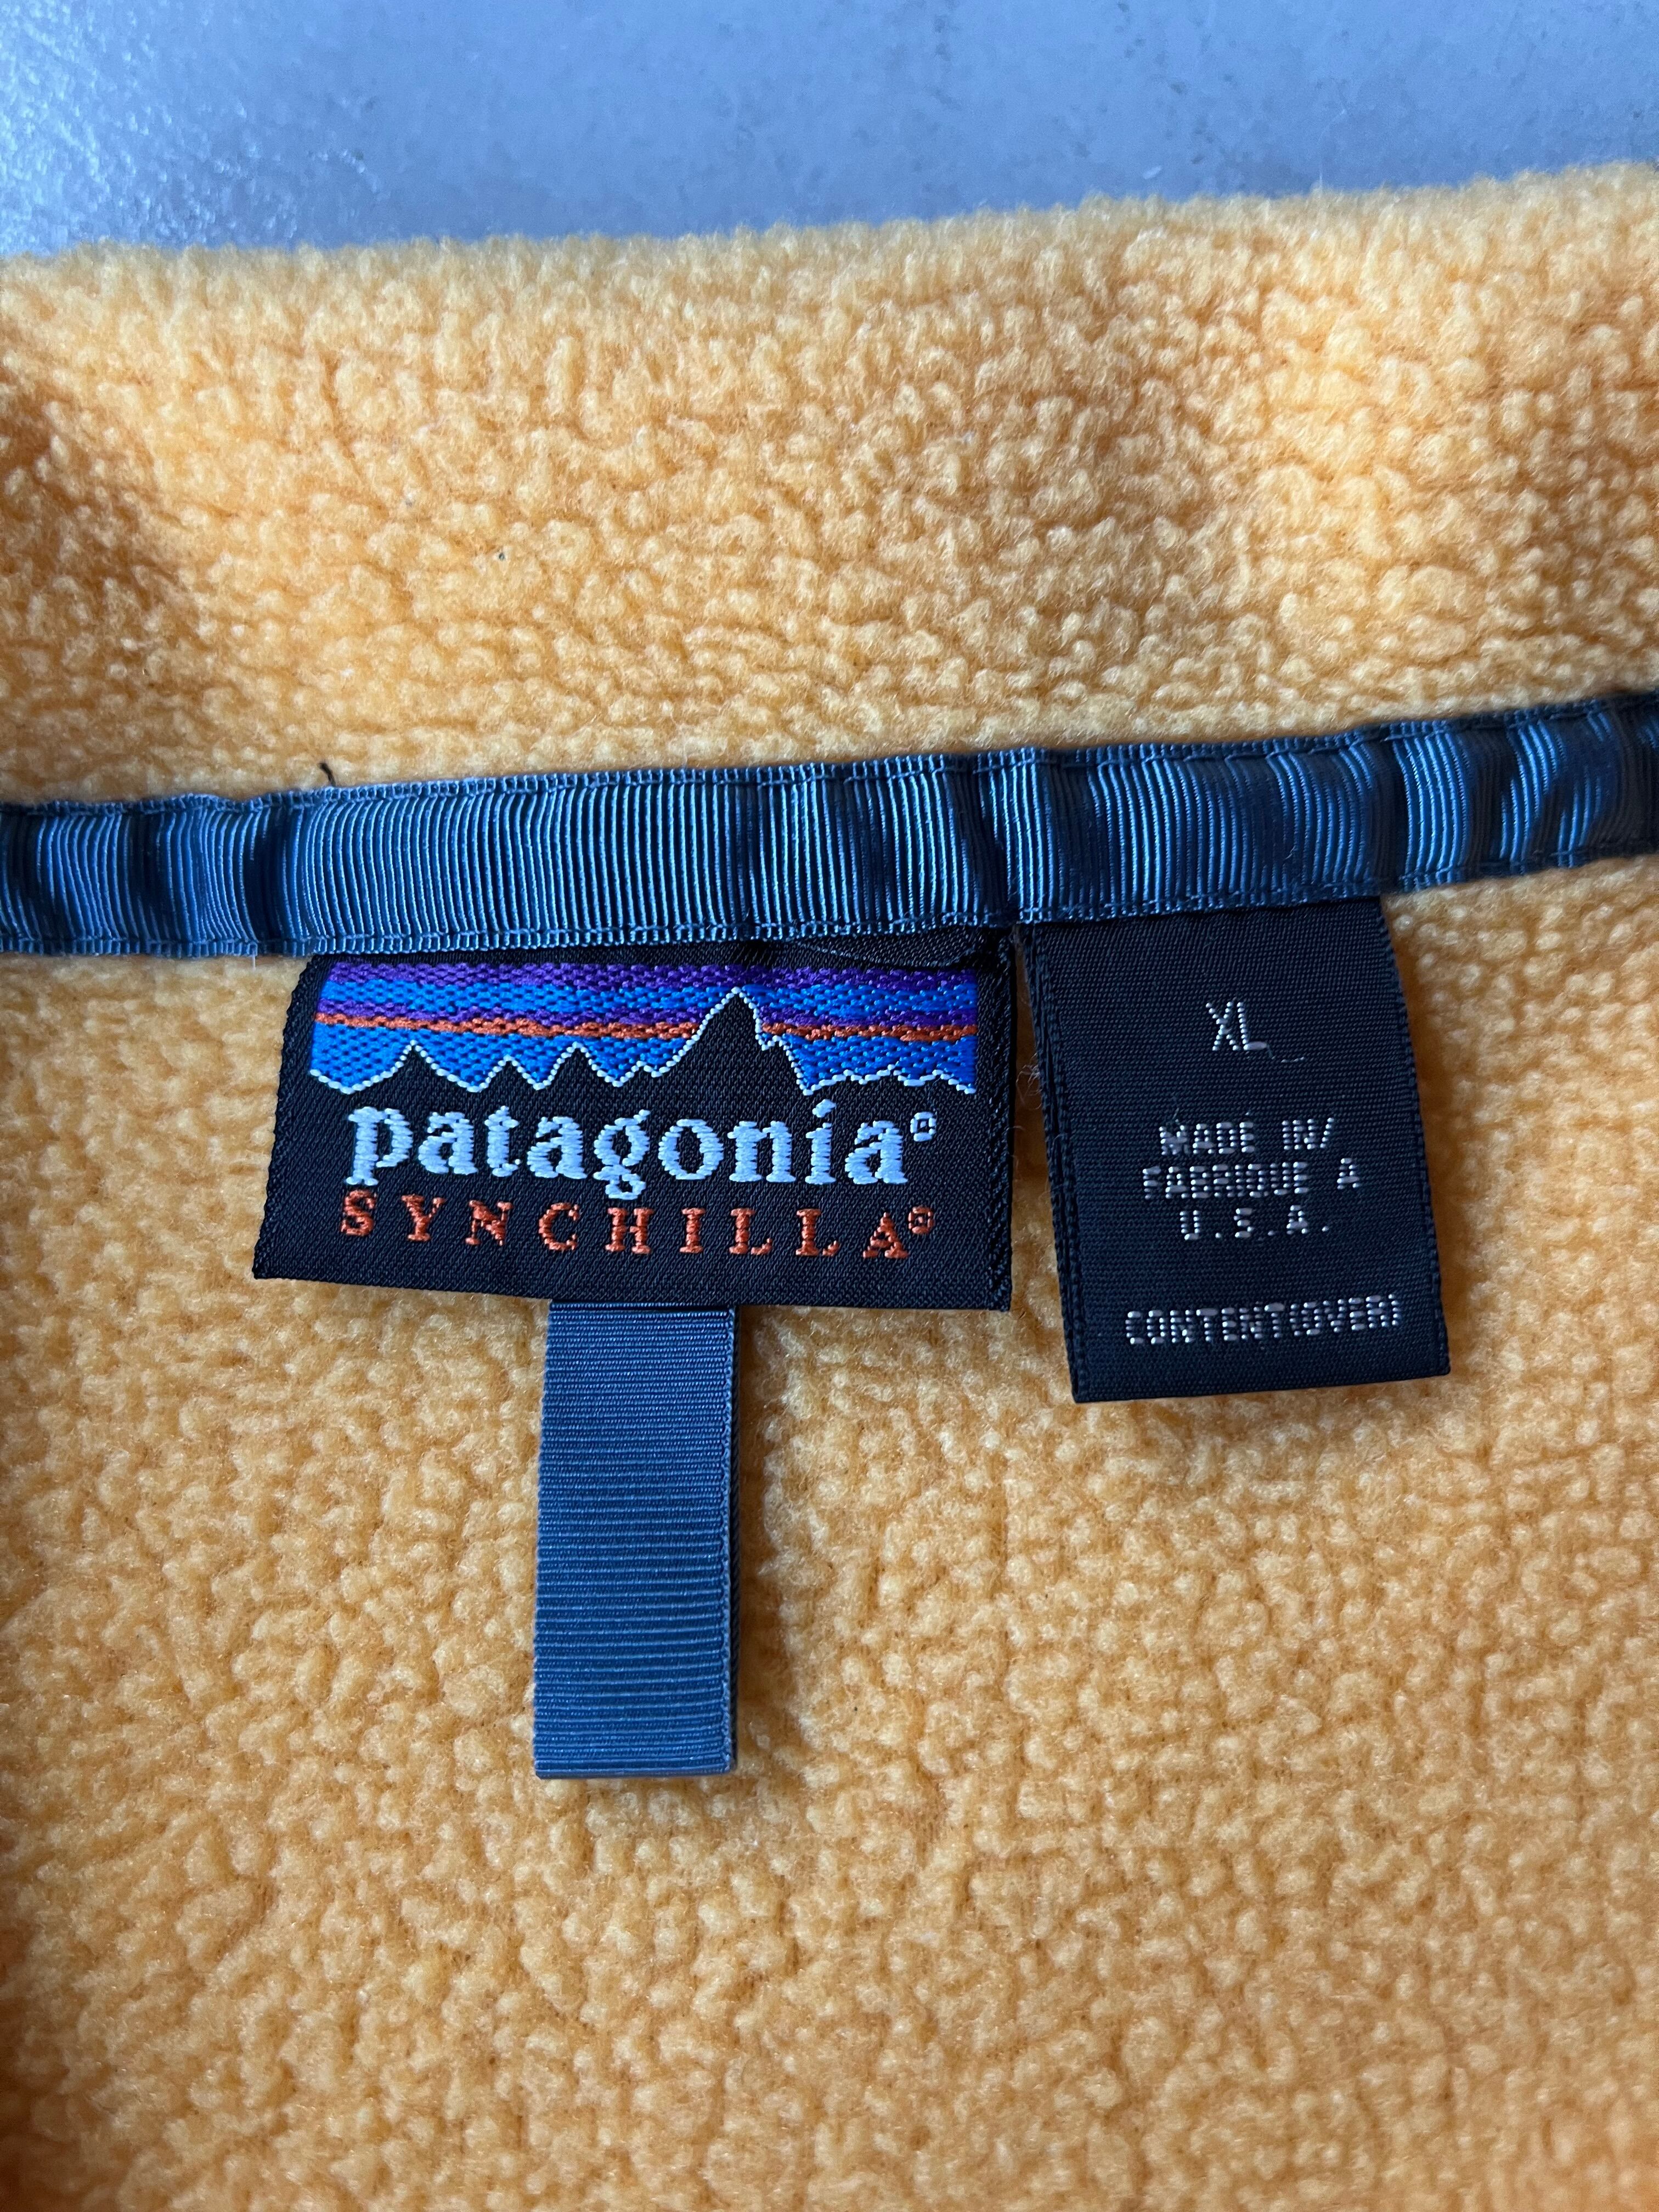 patagonia®
SYNCHILLA®
XL
MADE IN/
FABRIQUE A
U.S.A.
CONTENT(OVER)